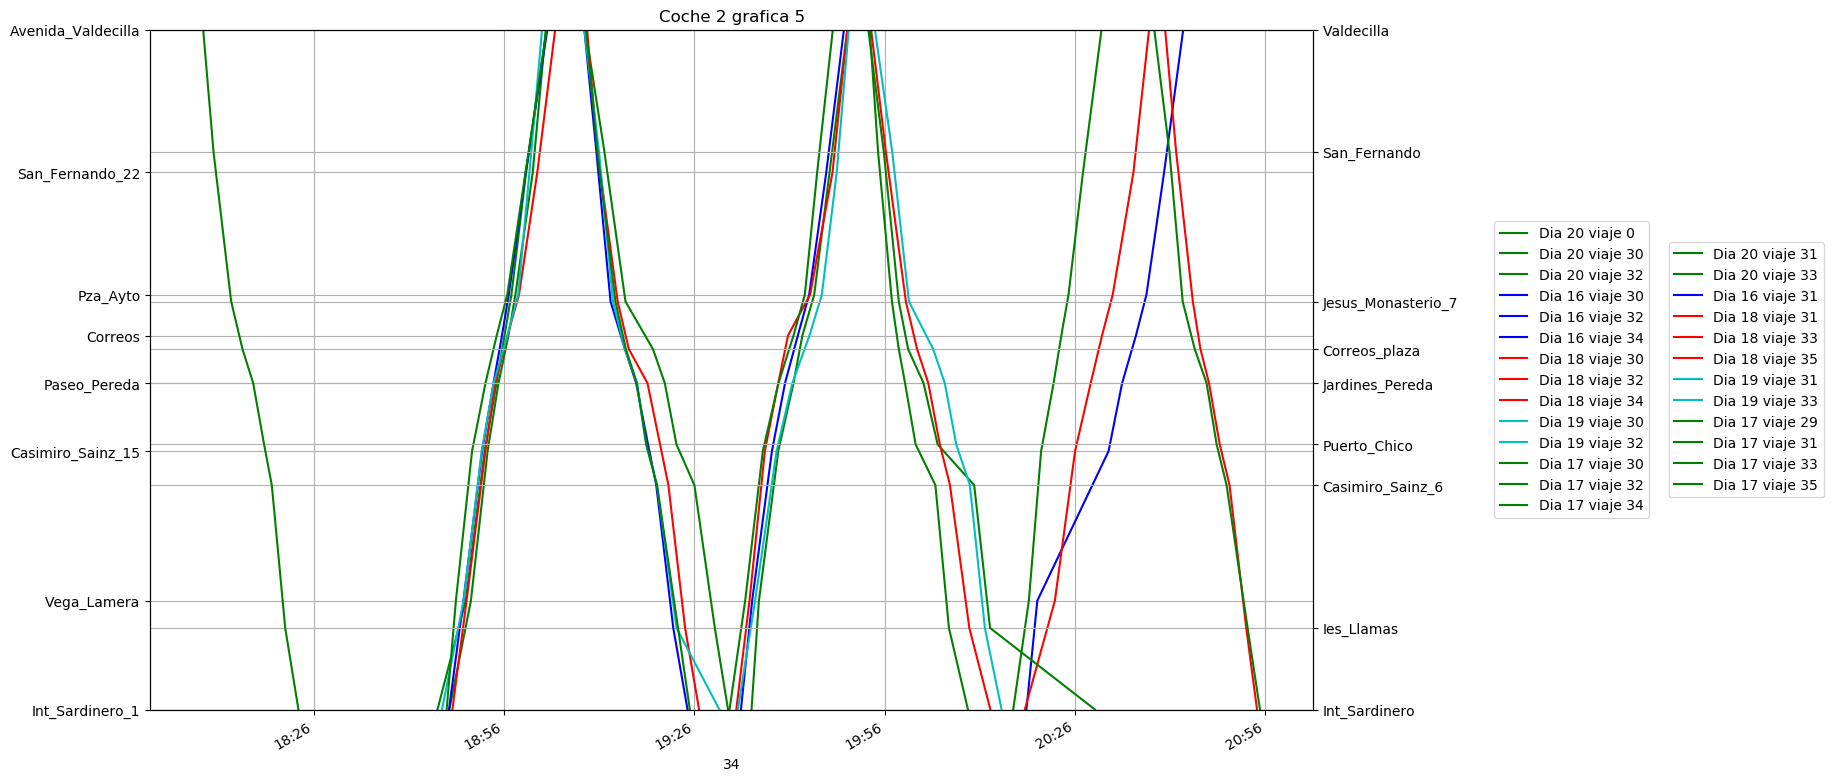 Coche 2 grafica 5
Avenida_Valdecilla
San_Fernando_22
Pza_Ayto
Correos
Paseo_Pereda
Casimiro_Sainz_15
Vega_Lamera
Int_Sardinero_1
Valdecilla
San_Fernando
Jesus_Monasterio_7
Correos_plaza
Jardines_Pereda
Puerto_Chico
Casimiro_Sainz_6
Ies_Llamas
Int_Sardinero
18:26
18:56
19:26
19:56
20:26
20:56
34
Dia 20 viaje 0
Dia 20 viaje 30
Dia 20 viaje 32
Dia 16 viaje 30
Dia 16 viaje 32
Dia 16 viaje 34
Dia 18 viaje 30
Dia 18 viaje 32
Dia 18 viaje 34
Dia 19 viaje 30
Dia 19 viaje 32
Dia 17 viaje 30
Dia 17 viaje 32
Dia 17 viaje 34
Dia 20 viaje 31
Dia 20 viaje 33
Dia 16 viaje 31
Dia 18 viaje 31
Dia 18 viaje 33
Dia 18 viaje 35
Dia 19 viaje 31
Dia 19 viaje 33
Dia 17 viaje 29
Dia 17 viaje 31
Dia 17 viaje 33
Dia 17 viaje 35